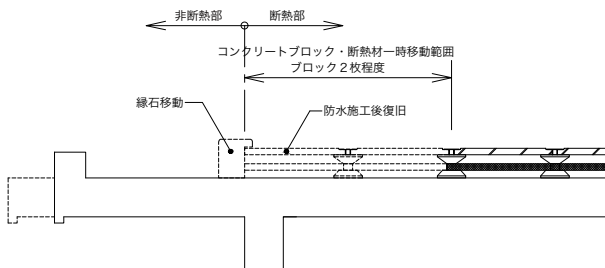 非断熱部
断熱部
コンクリートブロック・断熱材一時移動範囲
ブロック２枚程度
縁石移動
防水施工後復旧